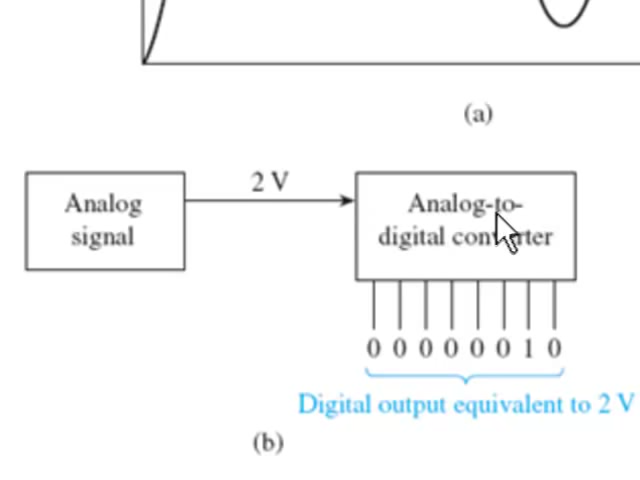 (a)
2 V
Analog
signal
Analog-to-
digital converter
0 0 0 0 0 0 1 0
Digital output equivalent to 2 V
(b)